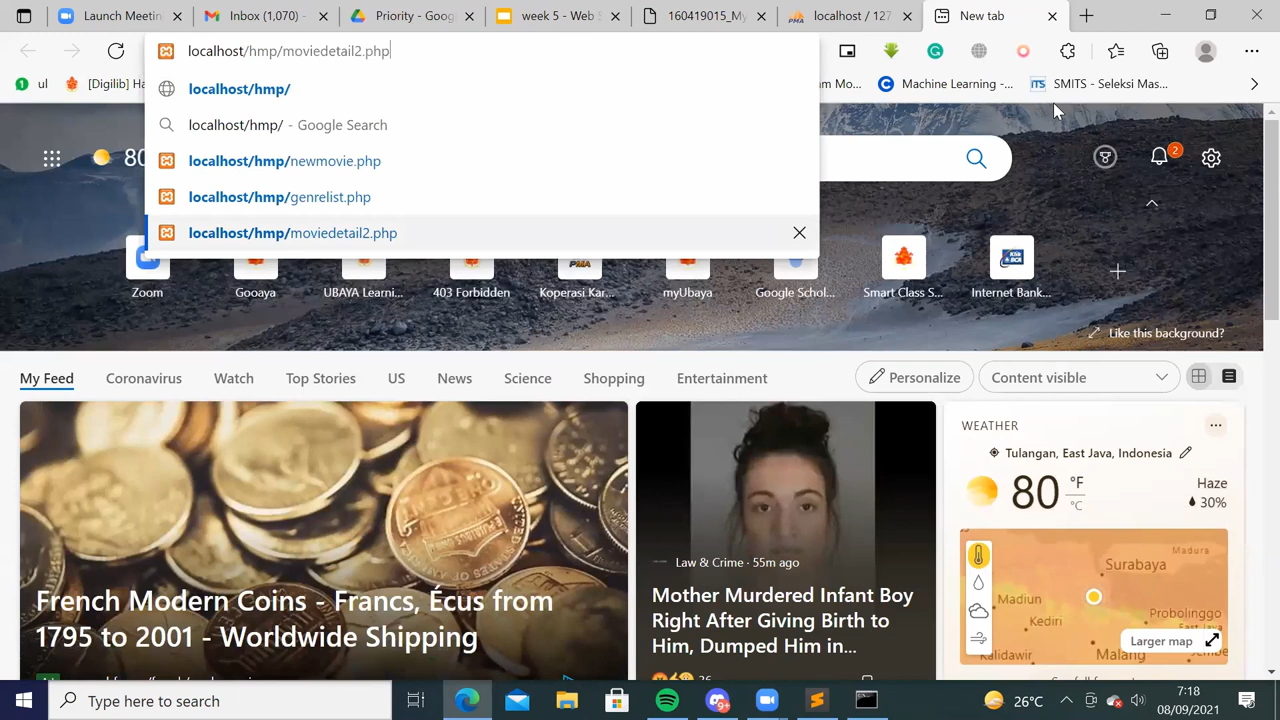 Launch Meetin
Inbox (1,070)
Priority - Goog
week 5 - Web S
160419015_My
localhost / 127
New tab
localhost/hmp/moviedetail2.php
ul
[Digilib] Ha
am Mo...
Machine Learning -...
SMITS - Seleksi Mas...
localhost/hmp/
localhost/hmp/ - Google Search
localhost/hmp/newmovie.php
localhost/hmp/genrelist.php
localhost/hmp/moviedetail2.php
80
2
Zoom
Gooaya
UBAYA Learni...
403 Forbidden
Koperasi Kar...
myUbaya
Google Schol...
Smart Class S...
Internet Bank...
Like this background?
My Feed
Coronavirus
Watch
Top Stories
US
News
Science
Shopping
Entertainment
Personalize
Content visible
French Modern Coins - Francs, Écus from
1795 to 2001 - Worldwide Shipping
Law & Crime · 55m ago
Mother Murdered Infant Boy
Right After Giving Birth to
Him, Dumped Him in...
WEATHER
Tulangan, East Java, Indonesia
80 °F
°C
Haze
30%
Madura
Surabaya
Madiun
Kediri
Probolinggo
Malang
Larger map
Type here to search
9+
26°C
7:18
08/09/2021